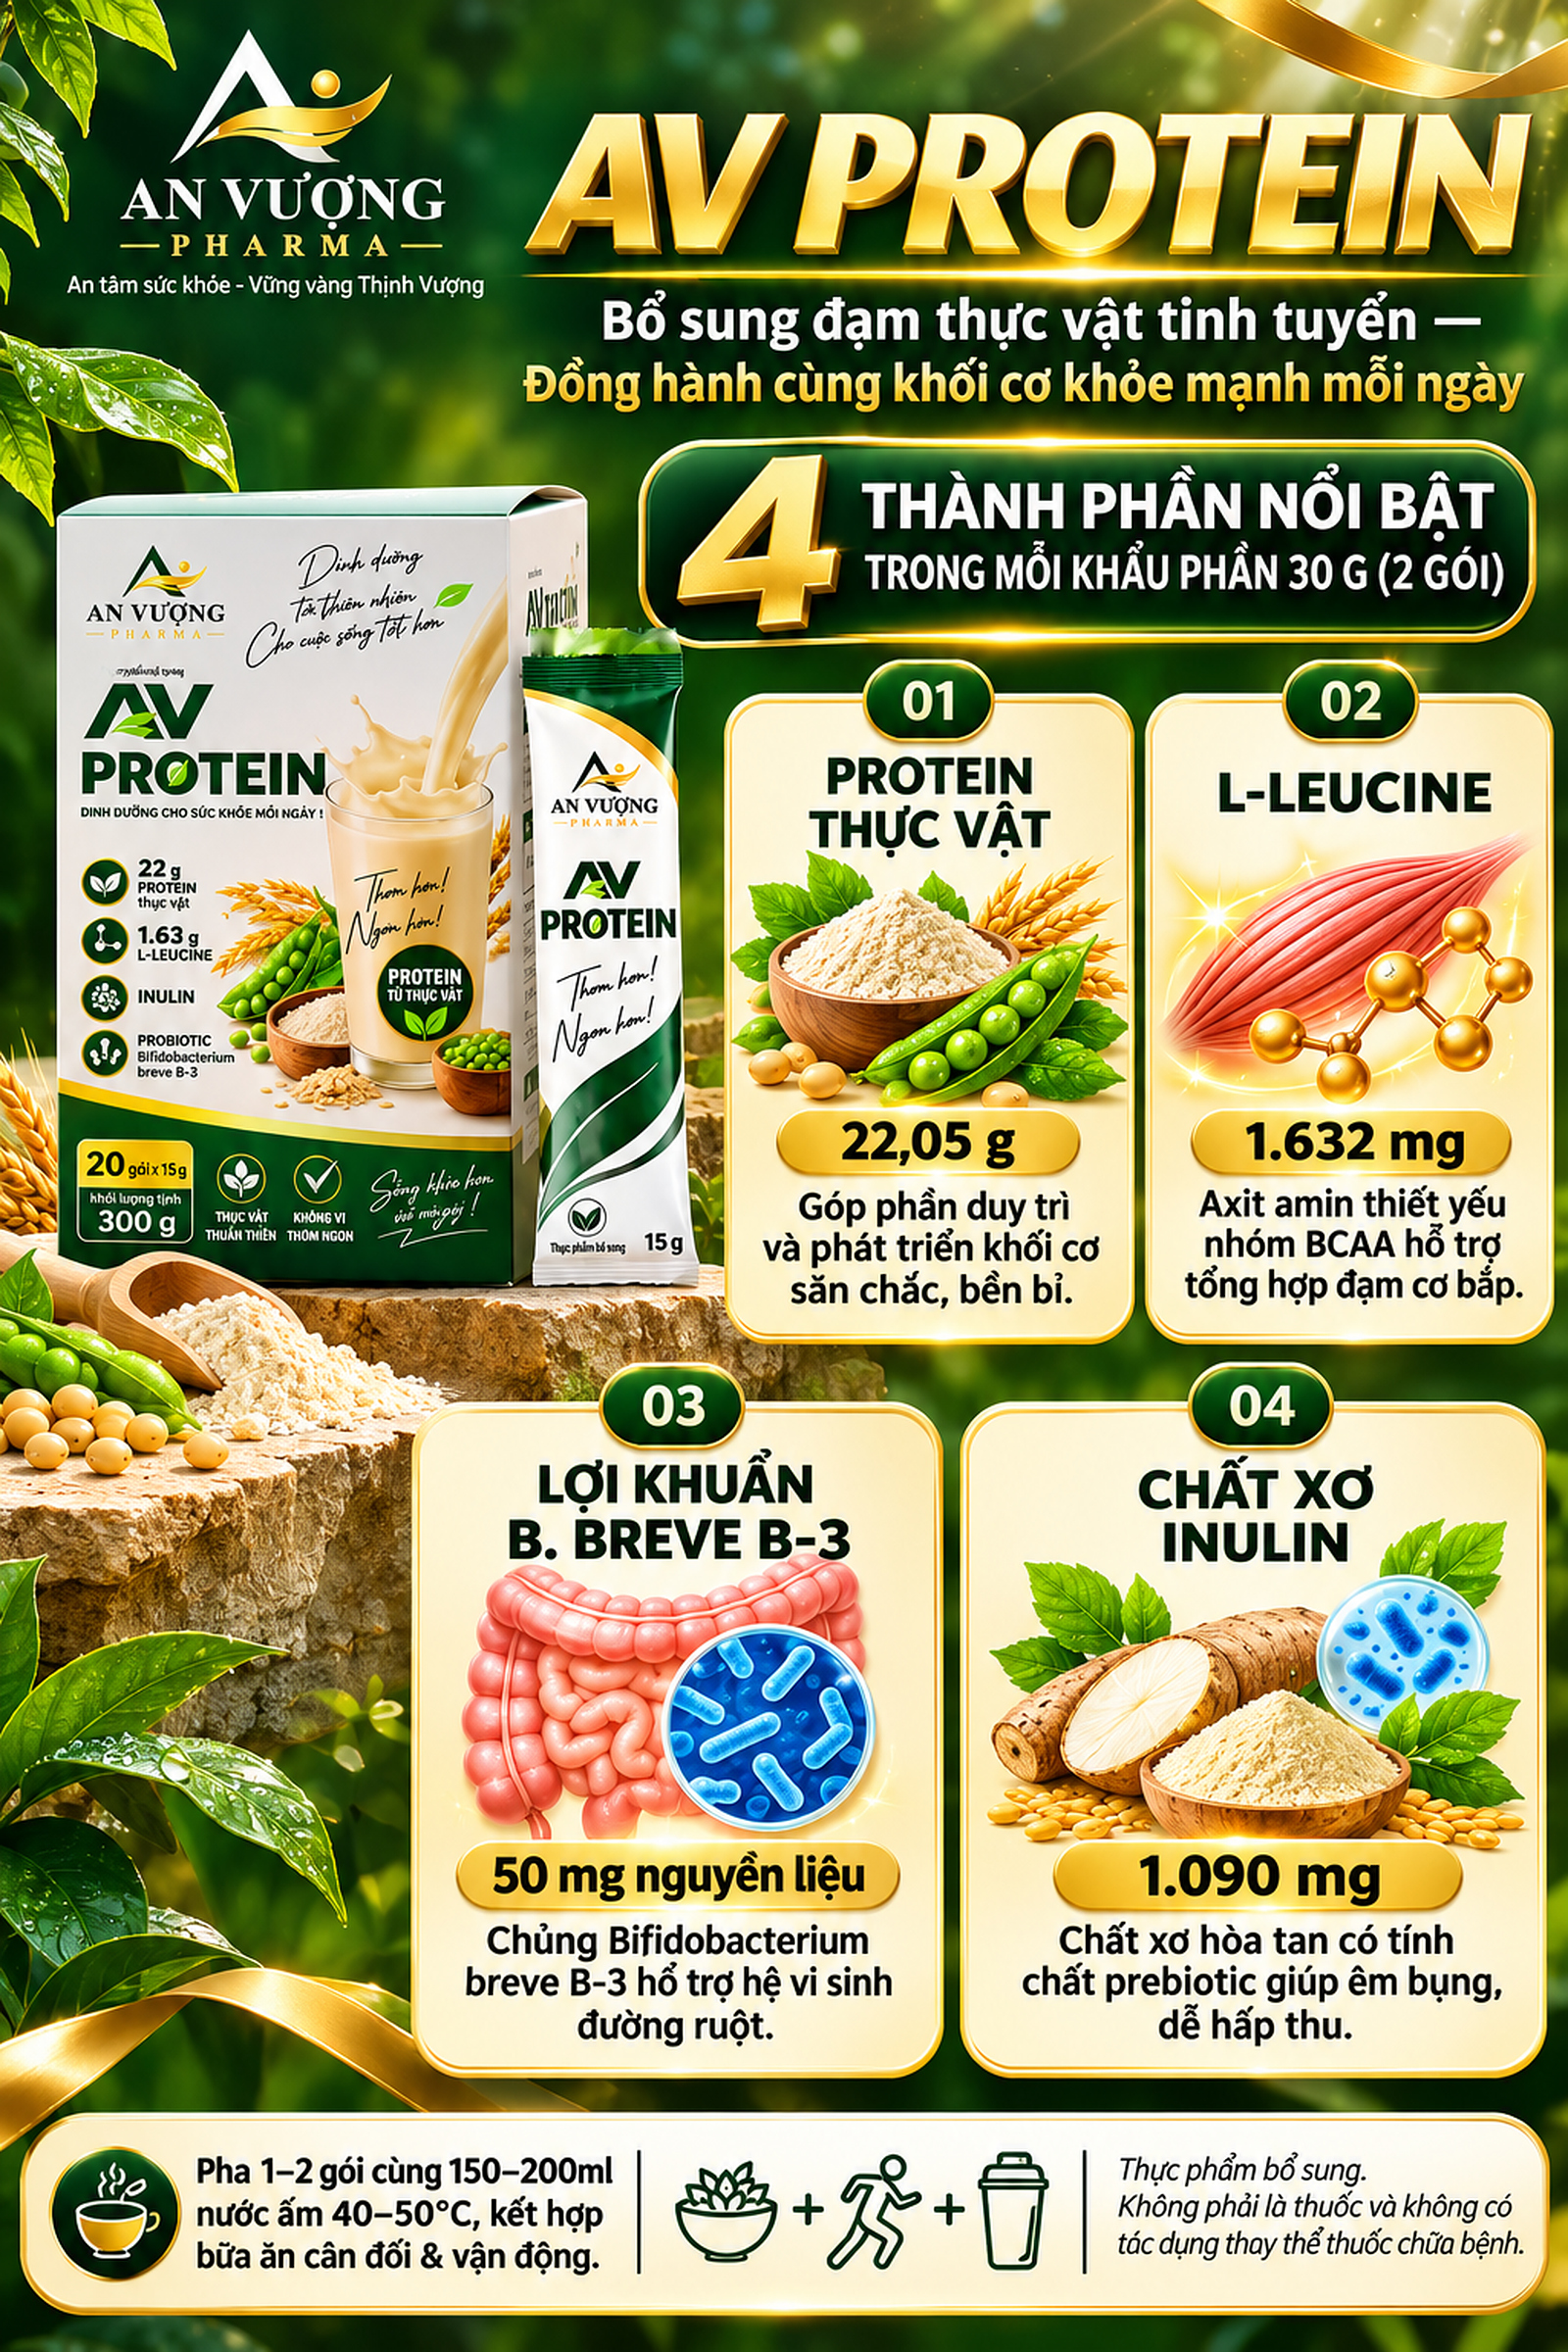 AN VƯỢNG
PHARMA
An tâm sức khỏe - Vững vàng Thịnh Vượng
AV PROTEIN
Bổ sung đạm thực vật tinh tuyển —
Đồng hành cùng khối cơ khỏe mạnh mỗi ngày
4
THÀNH PHẦN NỔI BẬT
TRONG MỖI KHẨU PHẦN 30 G (2 GÓI)
AN VƯỢNG
PHARMA
Dinh dưỡng
từ thiên nhiên
Cho cuộc sống tốt hơn
AV
PROTEIN
DINH DƯỠNG CHO SỨC KHỎE MỖI NGÀY !
22 g
PROTEIN
thực vật
1.63 g
L-LEUCINE
INULIN
PROBIOTIC
Bifidobacterium
breve B-3
Thơm hơn!
Ngon hơn!
PROTEIN
TỪ THỰC VẬT
20 gói x 15g
khối lượng tịnh
300 g
THỰC VẬT
THUẦN THIÊN
KHÔNG VỊ
THƠM NGON
Sống khỏe hơn
mỗi
AN VƯỢNG
PHARMA
AV
PROTEIN
Thơm hơn!
Ngon hơn!
Thực phẩm bổ sung
15 g
01
PROTEIN
THỰC VẬT
22,05 g
Góp phần duy trì
và phát triển khối cơ
săn chắc, bền bỉ.
02
L-LEUCINE
1.632 mg
Axit amin thiết yếu
nhóm BCAA hỗ trợ
tổng hợp đạm cơ bắp.
03
LỢI KHUẨN
B. BREVE B-3
50 mg nguyền liệu
Chủng Bifidobacterium
breve B-3 hổ trợ hệ vi sinh
đường ruột.
04
CHẤT XƠ
INULIN
1.090 mg
Chất xơ hòa tan có tính
chất prebiotic giúp êm bụng,
dễ hấp thu.
Pha 1–2 gói cùng 150–200ml
nước ấm 40–50°C, kết hợp
bữa ăn cân đối & vận động.
Thực phẩm bổ sung.
Không phải là thuốc và không có
tác dụng thay thế thuốc chữa bệnh.